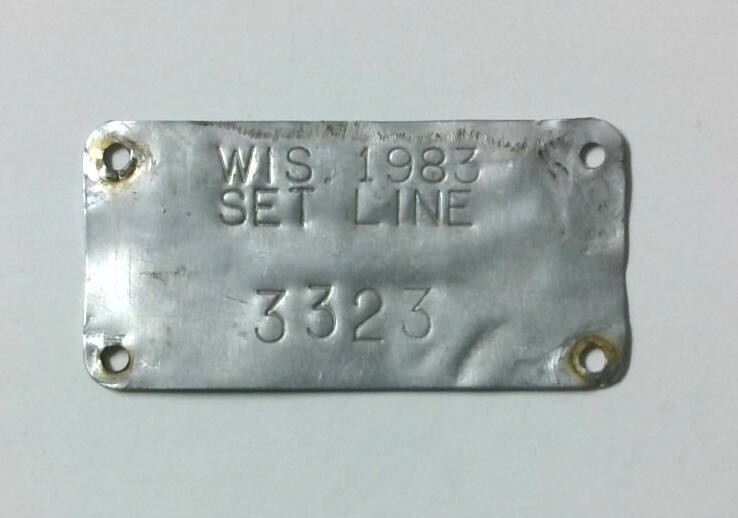 WIS. 1983
SET LINE
3323